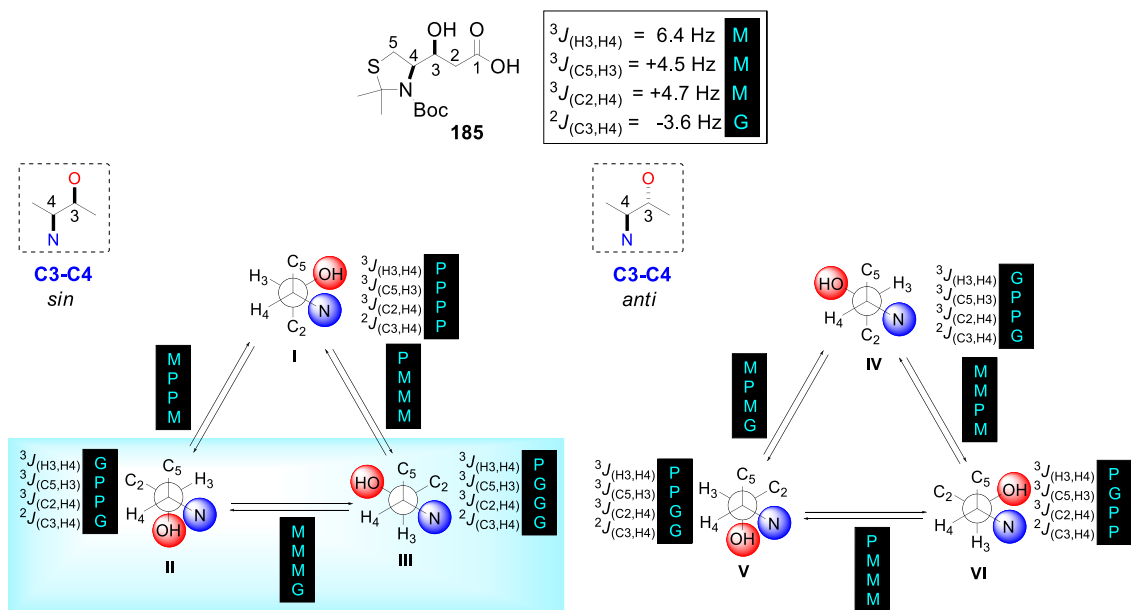 OH
5
4
3
2
O
1
OH
S
N
3
2
Boc
185
³J(H3,H4) = 6.4 Hz M
³J(C5,H3) = +4.5 Hz M
³J(C2,H4) = +4.7 Hz M
²J(C3,H4) = -3.6 Hz G
O
4
3
N
C3-C4
sin
C5
H3
OH
H4
N
C2
I
³J(H3,H4) P
³J(C5,H3) P
³J(C2,H4) P
²J(C3,H4) P
M
P
P
M
P
M
M
M
³J(H3,H4) G
³J(C5,H3) P
³J(C2,H4) P
²J(C3,H4) G
C5
C2
H3
H4
N
OH
II
M
M
M
G
C5
HO
C2
H4
N
H3
III
³J(H3,H4) P
³J(C5,H3) G
³J(C2,H4) G
²J(C3,H4) G
O
4
3
N
C3-C4
anti
C5
HO
H3
H4
N
C2
IV
³J(H3,H4) G
³J(C5,H3) P
³J(C2,H4) P
²J(C3,H4) G
M
P
M
G
M
M
P
M
³J(H3,H4) P
³J(C5,H3) P
³J(C2,H4) G
²J(C3,H4) G
C5
H3
C2
H4
N
OH
V
P
M
M
M
C5
C2
OH
H4
N
H3
VI
³J(H3,H4) P
³J(C5,H3) G
³J(C2,H4) P
²J(C3,H4) P